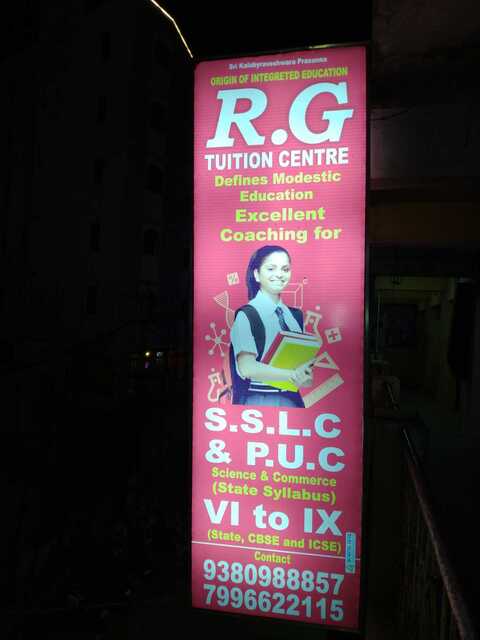 Sri Kalabyraveshwara Prasanna
ORIGIN OF INTEGRETED EDUCATION
R.G
TUITION CENTRE
Defines Modestic
Education
Excellent
Coaching for
S.S.L.C
& P.U.C
Science & Commerce
(State Syllabus)
VI to IX
(State, CBSE and ICSE)
Contact
9380988857
7996622115